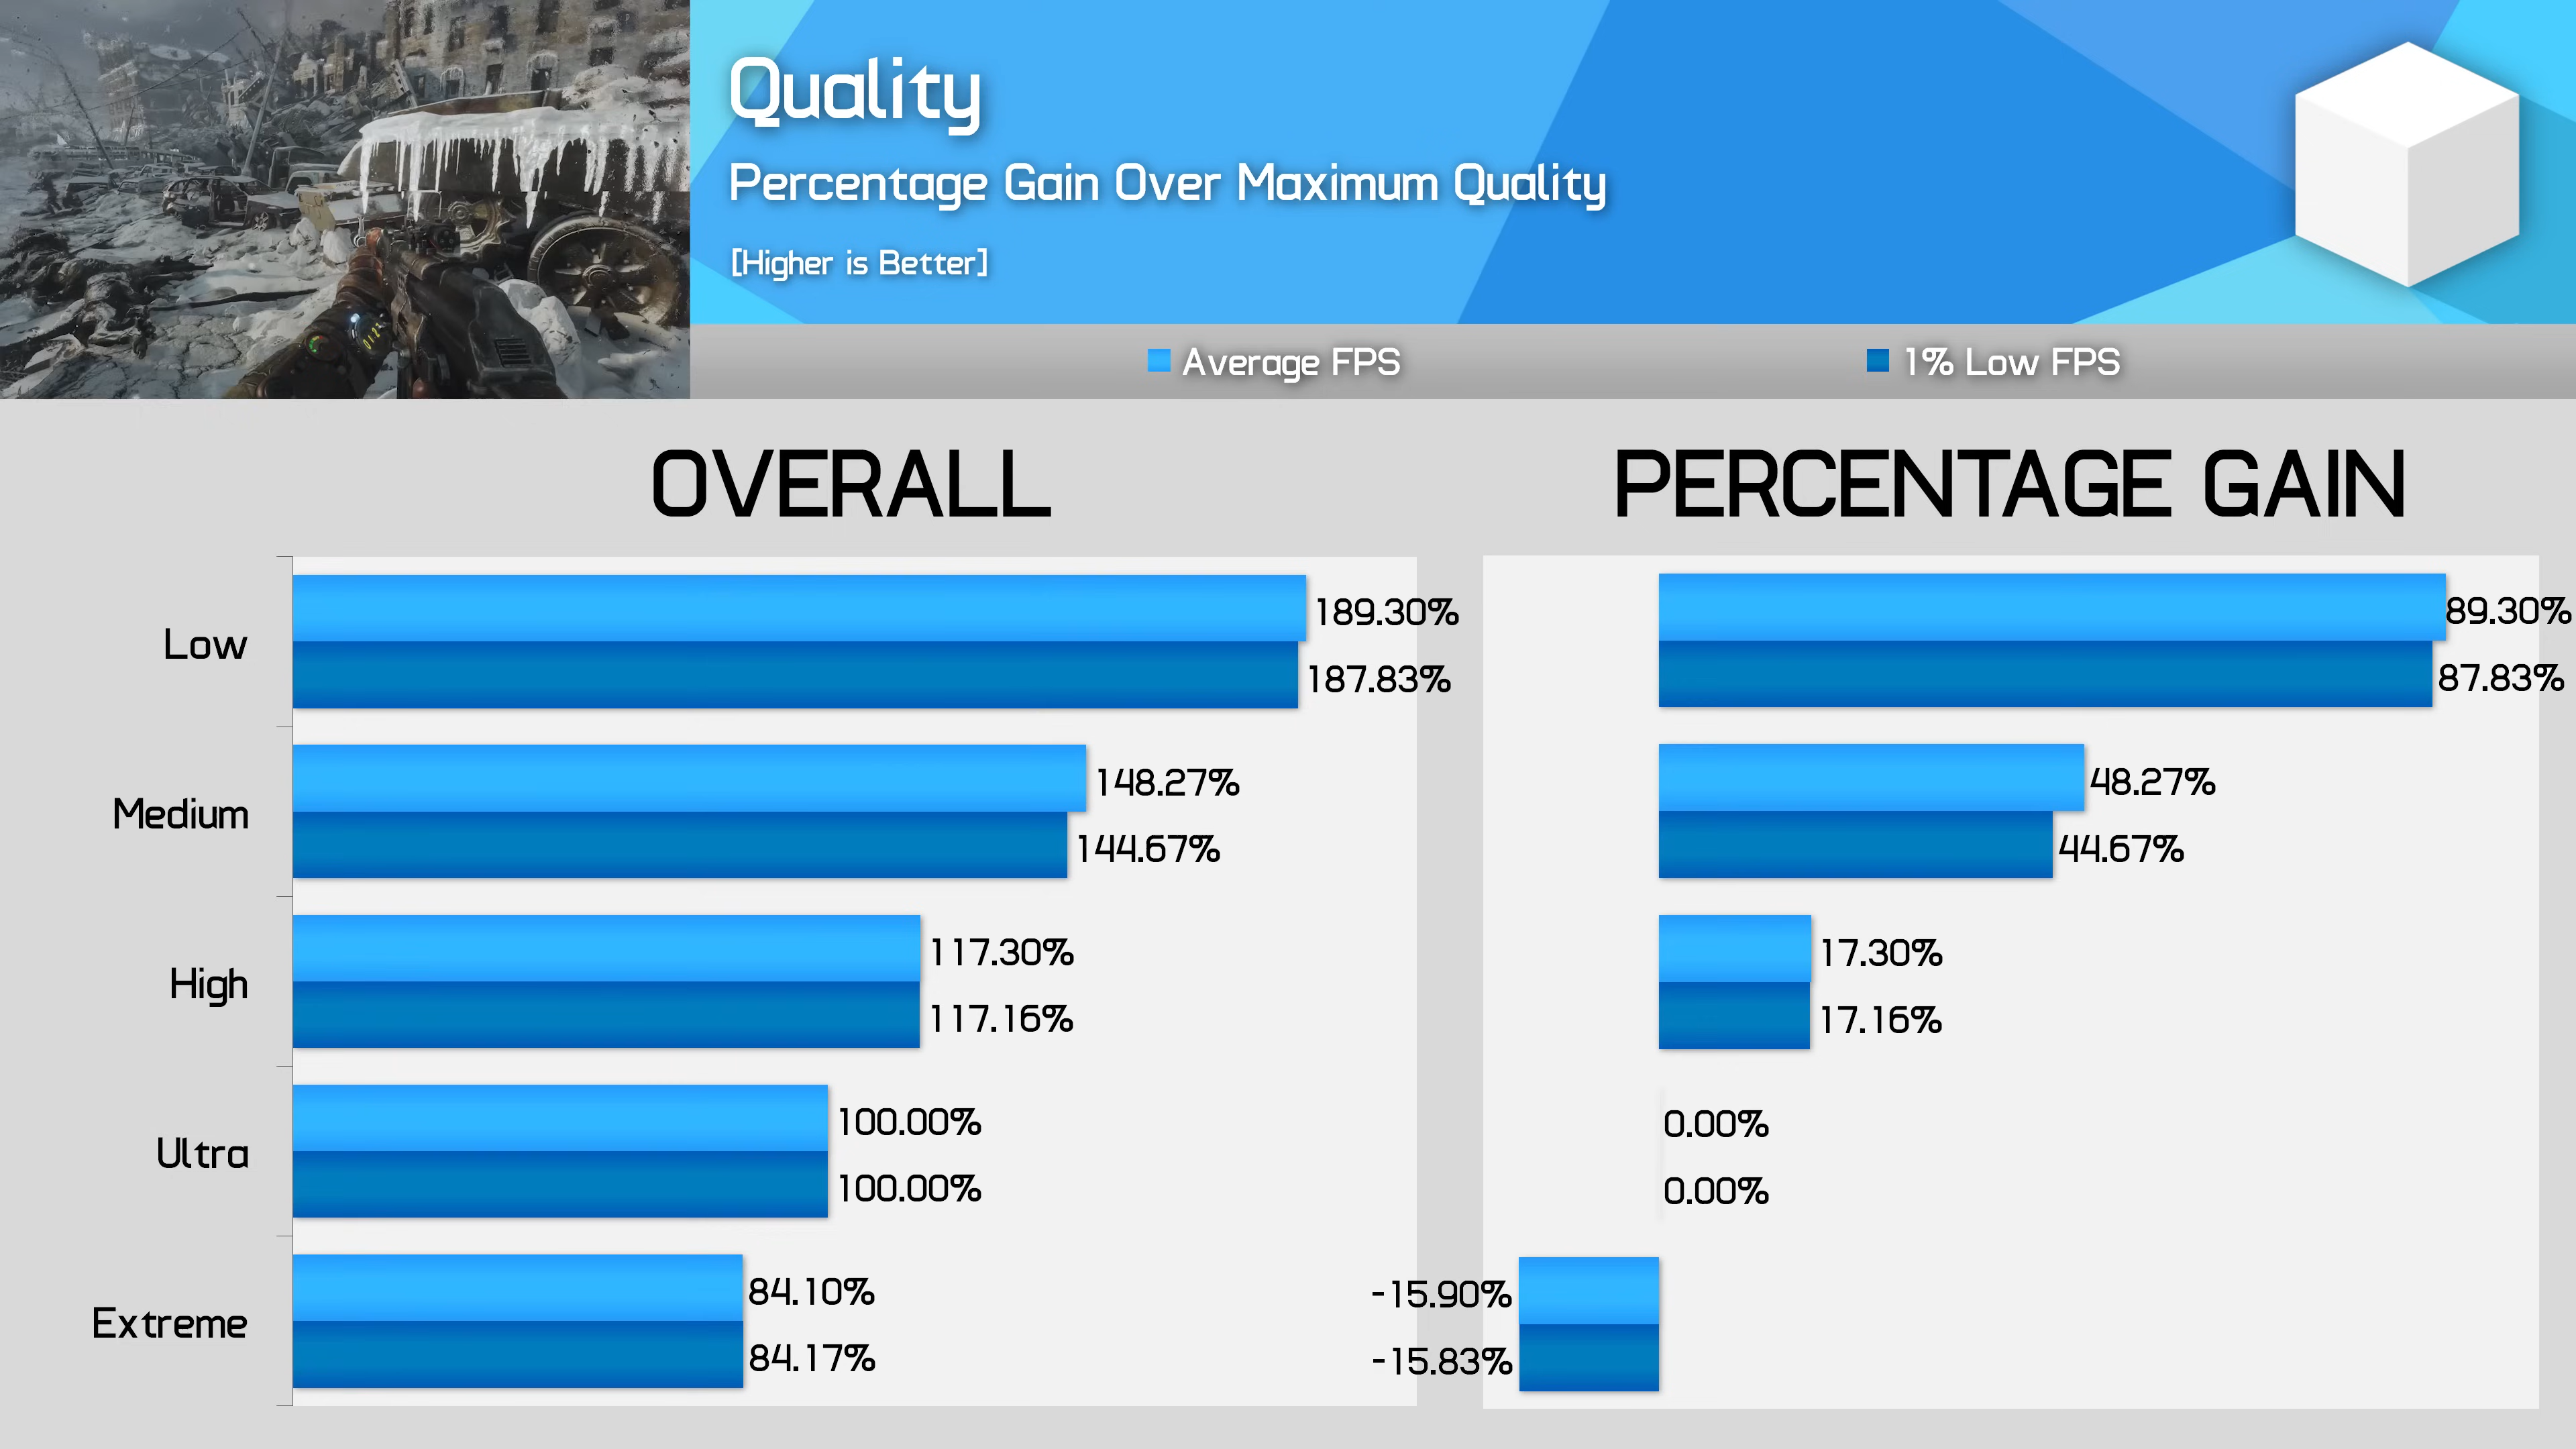 Quality
Percentage Gain Over Maximum Quality
[Higher is Better]
Average FPS
1% Low FPS
OVERALL
PERCENTAGE GAIN
Low
189.30%
187.83%
89.30%
87.83%
Medium
148.27%
144.67%
48.27%
44.67%
High
117.30%
117.16%
17.30%
17.16%
Ultra
100.00%
100.00%
0.00%
0.00%
Extreme
84.10%
84.17%
-15.90%
-15.83%